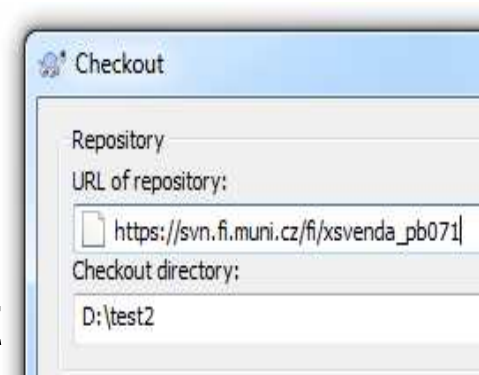 Checkout
Repository
URL of repository:
https://svn.fi.muni.cz/fi/xsvenda_pb071
Checkout directory:
D:\test2